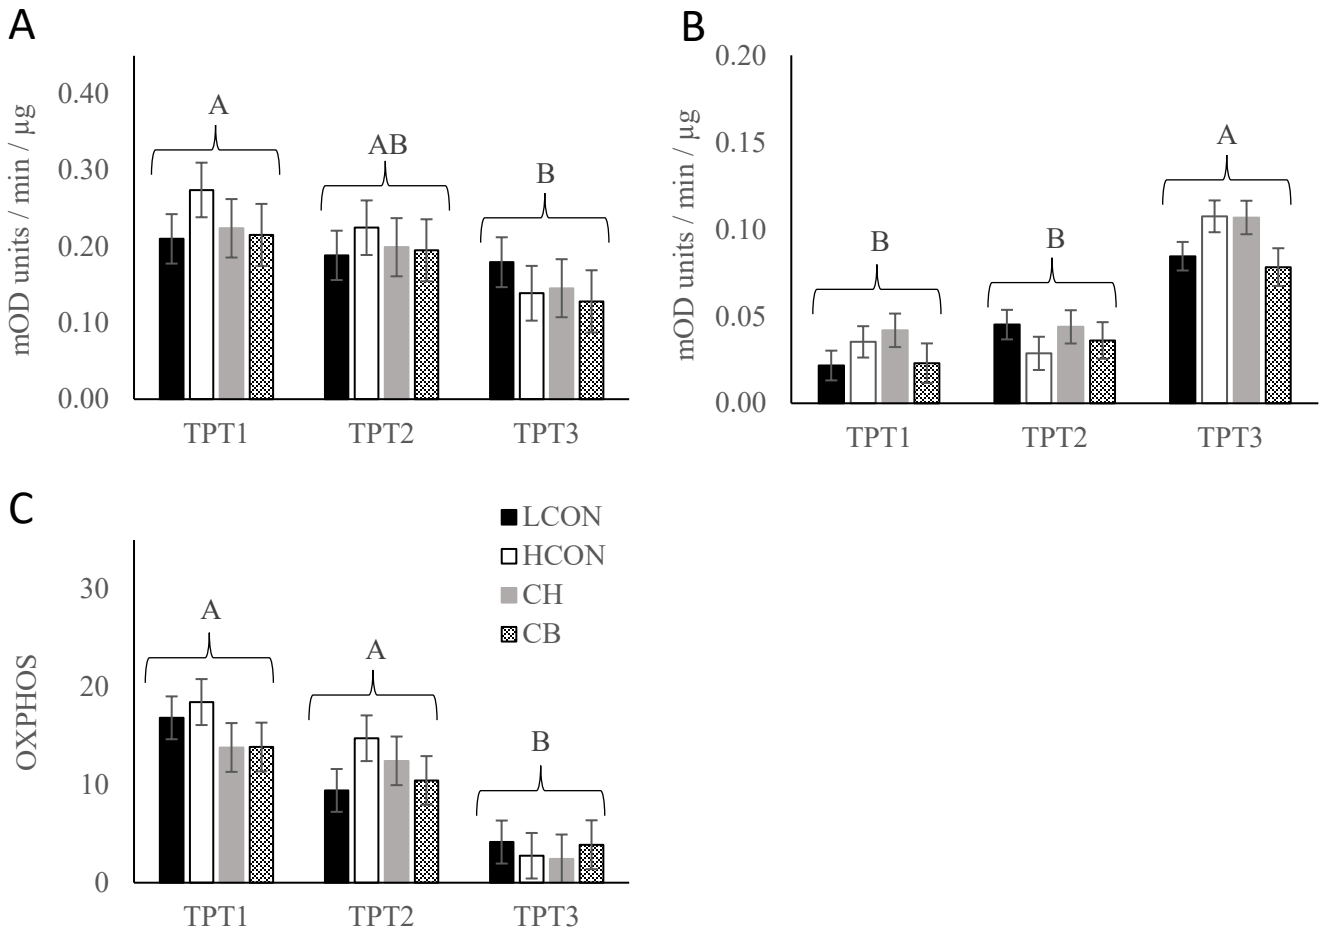 A
mOD units / min / µg
0.40
0.30
0.20
0.10
0.00
A
AB
B
TPT1 TPT2 TPT3
B
mOD units / min / µg
0.20
0.15
0.10
0.05
0.00
B
B
A
TPT1 TPT2 TPT3
C
OXPHOS
30
20
10
0
A
A
B
TPT1 TPT2 TPT3
LCON
HCON
CH
CB